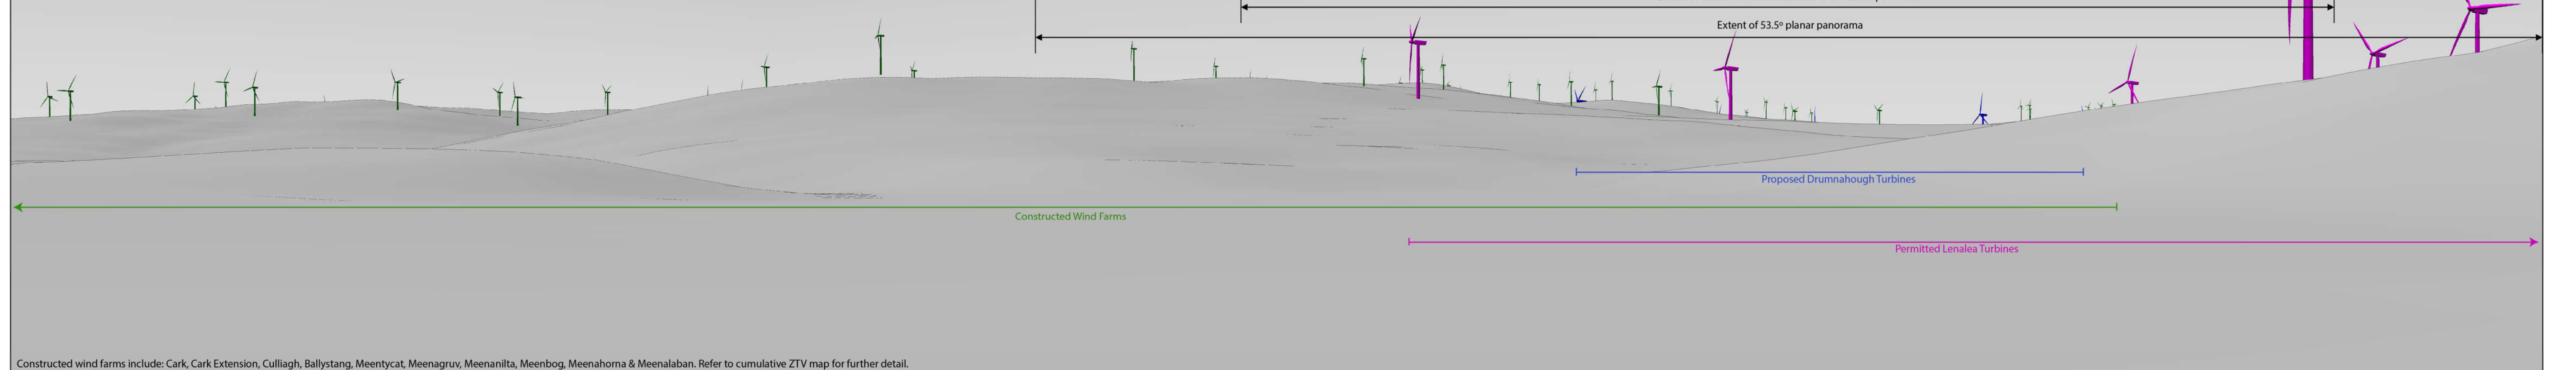 Extent of 53.5º planar panorama
Proposed Drumnahough Turbines
Constructed Wind Farms
Permitted Lenalea Turbines
Constructed wind farms include: Cark, Cark Extension, Culliagh, Ballystang, Meentycat, Meenagruv, Meenanilta, Meenbog, Meenahorna & Meenalaban. Refer to cumulative ZTV map for further detail.